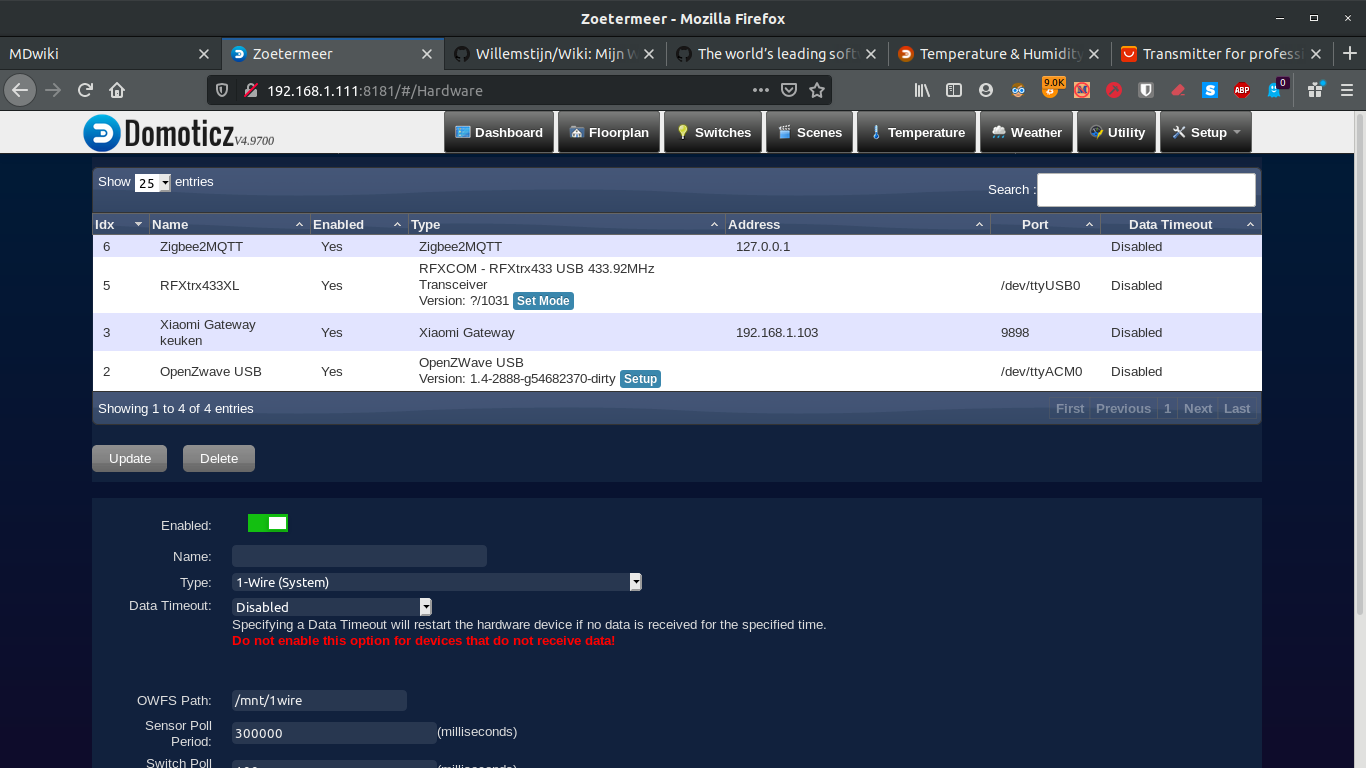 Zoetermeer - Mozilla Firefox
MDwiki
Zoetermeer
Willemstijn/Wiki: Mijn W
The world's leading soft
Temperature & Humidity
Transmitter for professi
192.168.1.111:8181/#/Hardware
9.0K
ABP
0
Domoticz V4.9700
Dashboard
Floorplan
Switches
Scenes
Temperature
Weather
Utility
Setup
Show 25 entries
Search :
Idx Name Enabled Type Address Port Data Timeout
6 Zigbee2MQTT Yes Zigbee2MQTT 127.0.0.1 Disabled
5 RFXtrx433XL Yes RFXCOM - RFXtrx433 USB 433.92MHz
Transceiver
Version: ?/1031 Set Mode
/dev/ttyUSB0 Disabled
3 Xiaomi Gateway
keuken
Yes Xiaomi Gateway 192.168.1.103 9898 Disabled
2 OpenZwave USB Yes OpenZWave USB
Version: 1.4-2888-g54682370-dirty Setup
/dev/ttyACM0 Disabled
Showing 1 to 4 of 4 entries
First Previous 1 Next Last
Update Delete
Enabled:
Name:
Type: 1-Wire (System)
Data Timeout: Disabled
Specifying a Data Timeout will restart the hardware device if no data is received for the specified time.
Do not enable this option for devices that do not receive data!
OWFS Path: /mnt/1wire
Sensor Poll
Period: 300000 (milliseconds)
Switch Poll